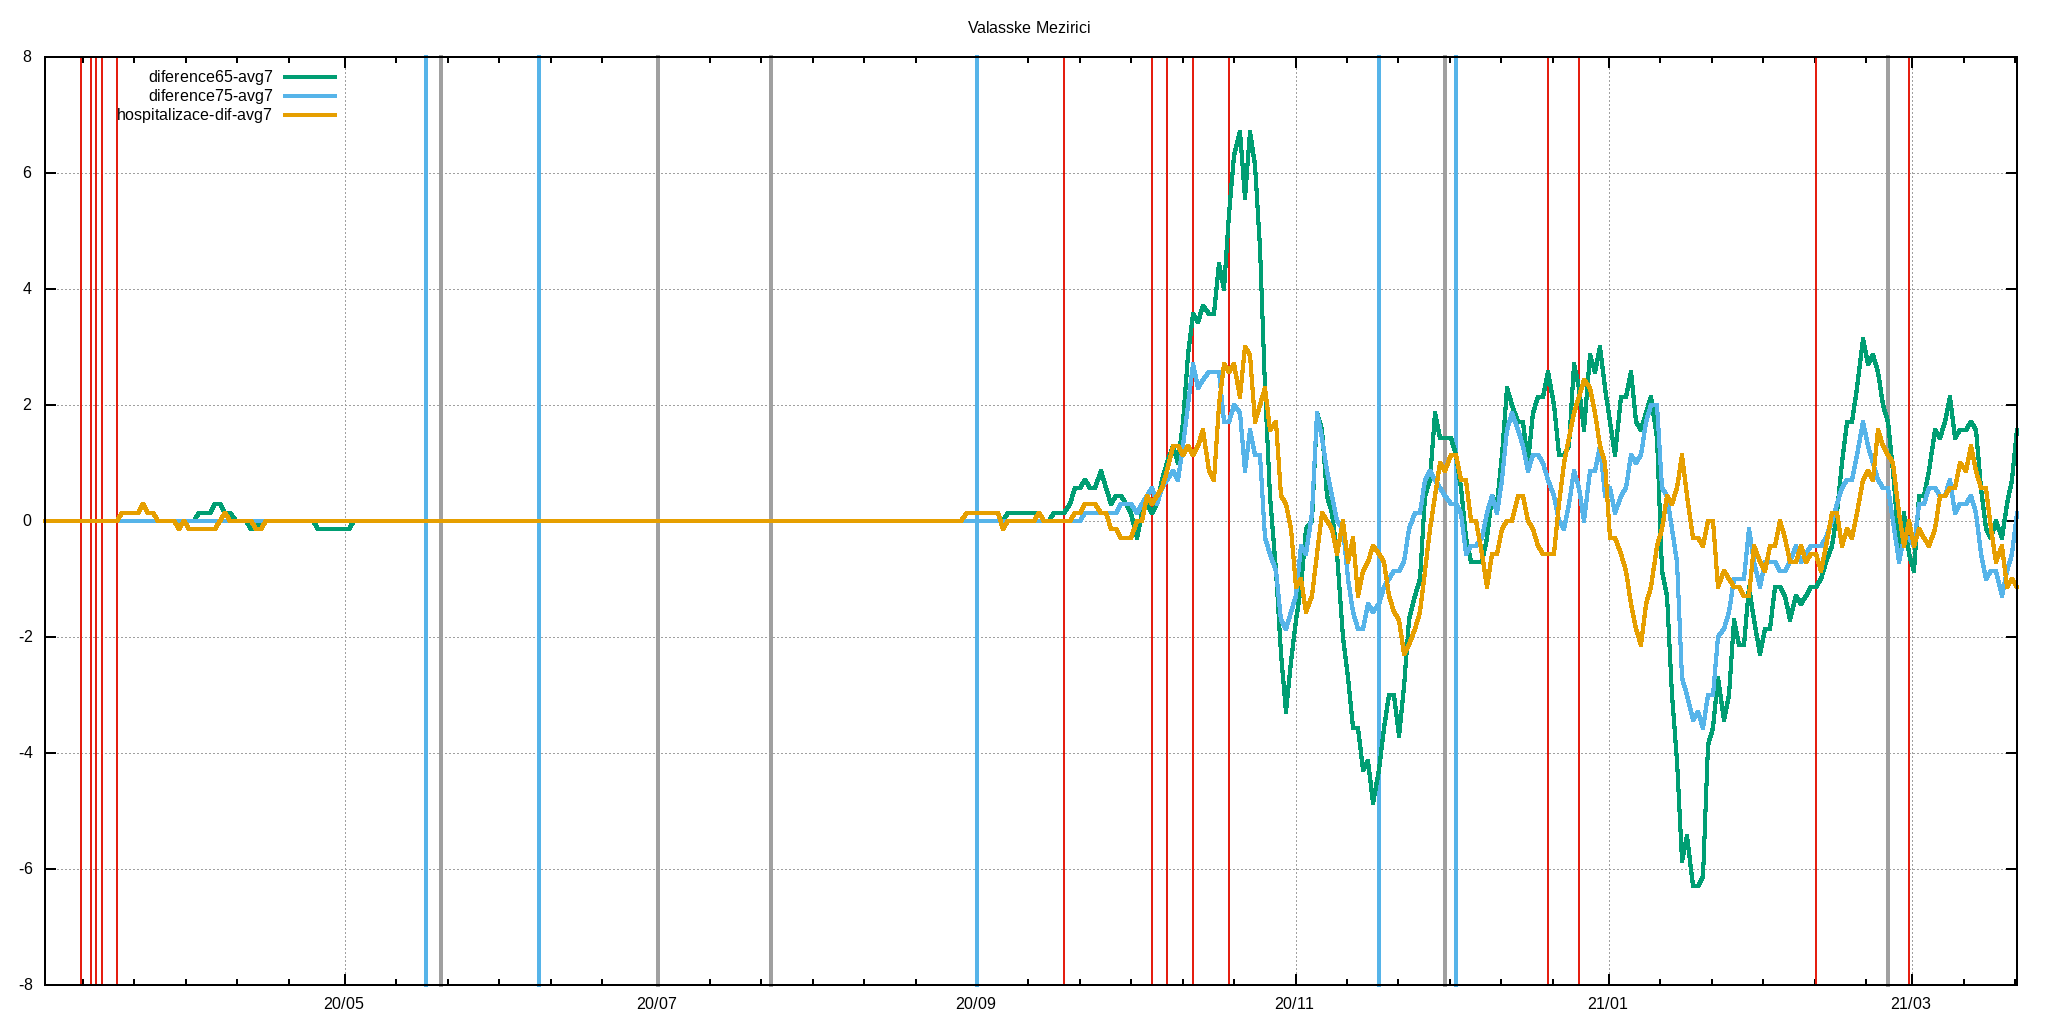 Valasske Mezirici
8
diference65-avg7
diference75-avg7
hospitalizace-dif-avg7
6
4
2
0
-2
-4
-6
-8
20/05 20/07 20/09 20/11 21/01 21/03